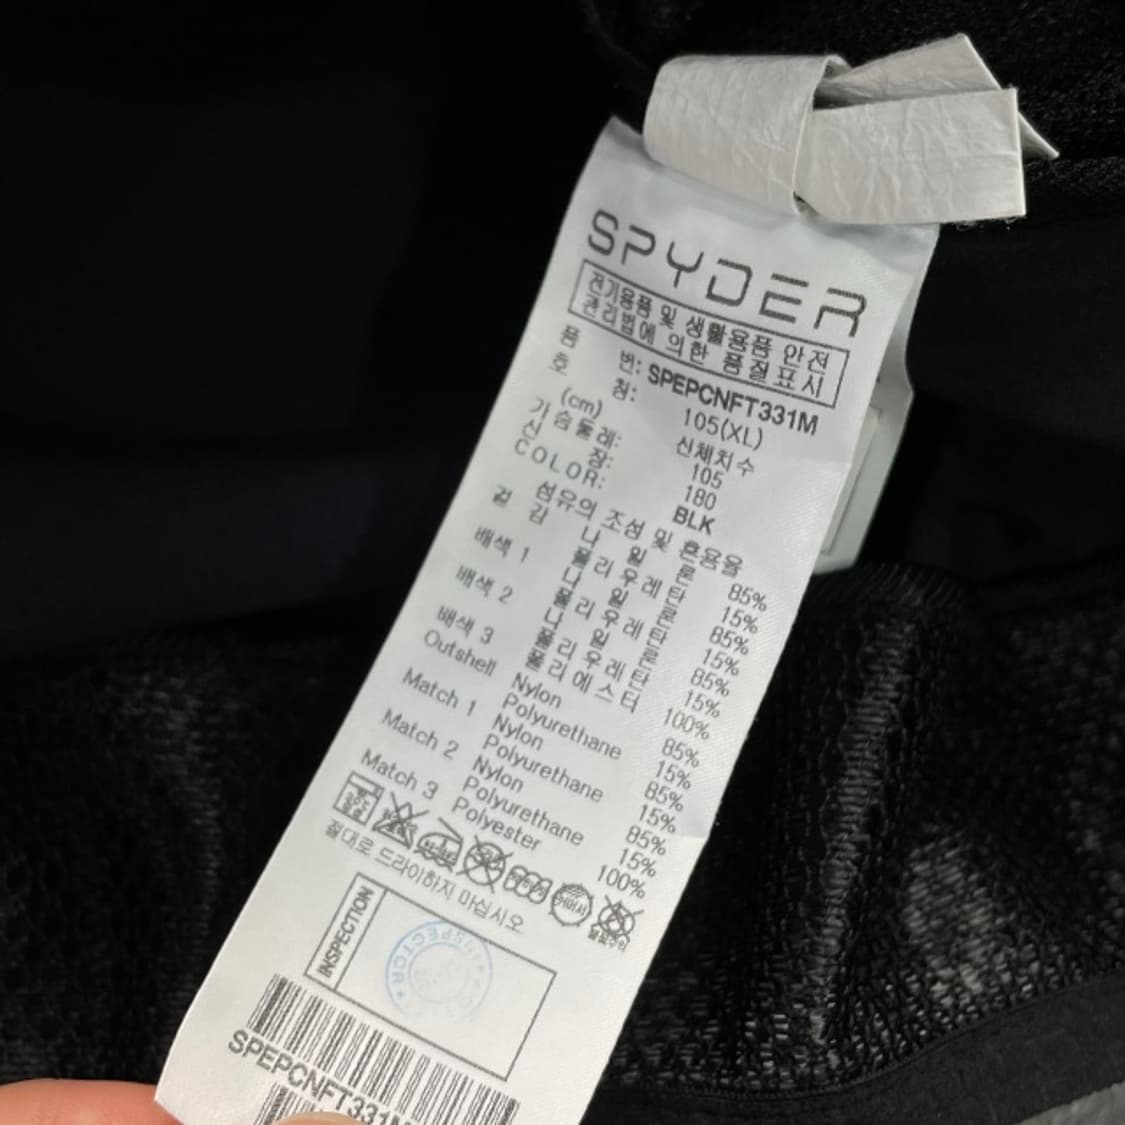 SPYDER
전기용품 및 생활용품 안전
관리법에 의한 품질표시
품 번: SPEPCNFT331M
호 칭: 105(XL)
(cm) 신체치수
가슴둘레: 105
신 장: 180
COLOR: BLK
섬유의 조성 및 혼용율
겉 감 나 일 론 85%
폴 리 우 레 탄 15%
배색 1 나 일 론 85%
폴 리 우 레 탄 15%
배색 2 나 일 론 85%
폴 리 우 레 탄 15%
배색 3 폴 리 에 스 터 100%
Outshell Nylon 85%
Polyurethane 15%
Match 1 Nylon 85%
Polyurethane 15%
Match 2 Nylon 85%
Polyurethane 15%
Match 3 Polyester 100%
절대로 드라이하지 마십시오.
INSPECTION
INSPECTOR
SPEPCNFT331M